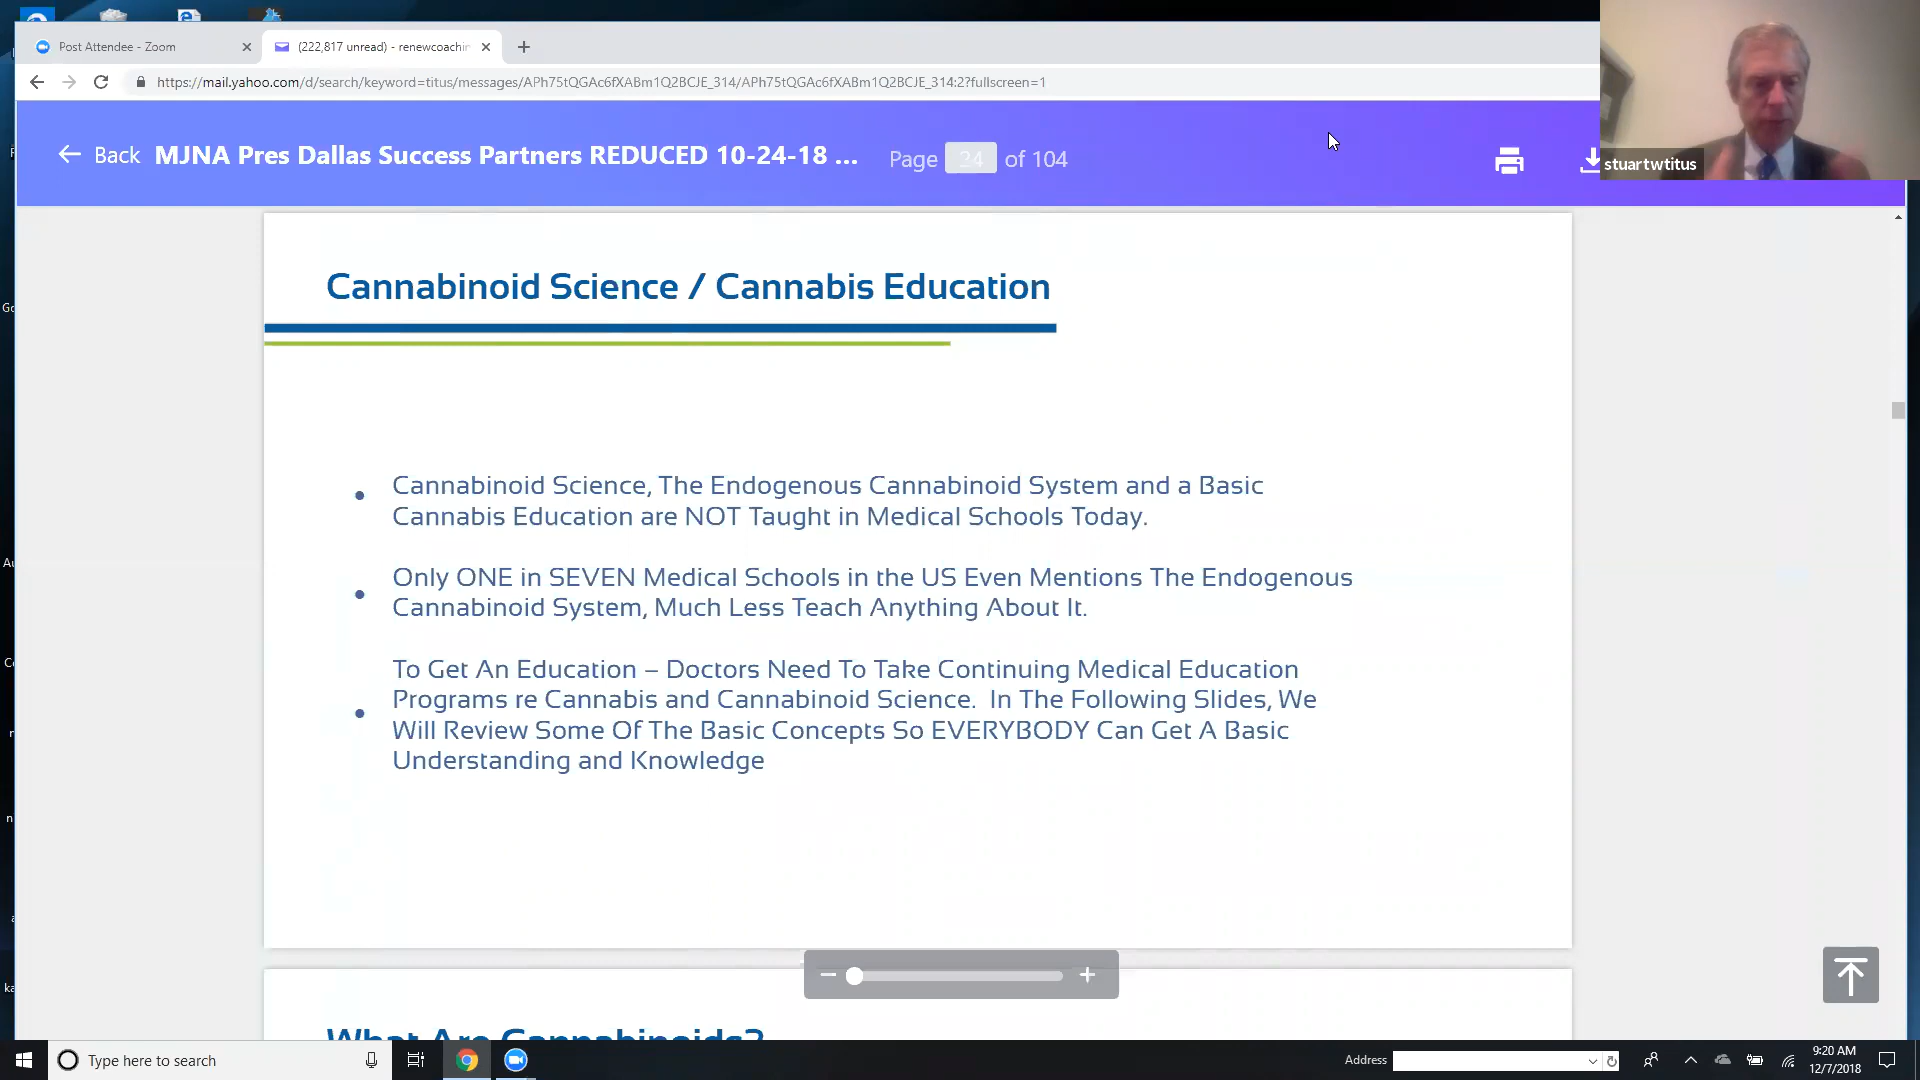 Post Attendee - Zoom
(222,817 unread) - renewcoachin
https://mail.yahoo.com/d/search/keyword=titus/messages/APh75tQGAc6fXABm1Q2BCJE_314/APh75tQGAc6fXABm1Q2BCJE_314:2?fullscreen=1
Back MJNA Pres Dallas Success Partners REDUCED 10-24-18 ... Page 24 of 104
stuartwtitus
Cannabinoid Science / Cannabis Education
• Cannabinoid Science, The Endogenous Cannabinoid System and a Basic
Cannabis Education are NOT Taught in Medical Schools Today.
• Only ONE in SEVEN Medical Schools in the US Even Mentions The Endogenous
Cannabinoid System, Much Less Teach Anything About It.
• To Get An Education – Doctors Need To Take Continuing Medical Education
Programs re Cannabis and Cannabinoid Science. In The Following Slides, We
Will Review Some Of The Basic Concepts So EVERYBODY Can Get A Basic
Understanding and Knowledge
What Are Cannabinoids?
Type here to search
Address
9:20 AM
12/7/2018